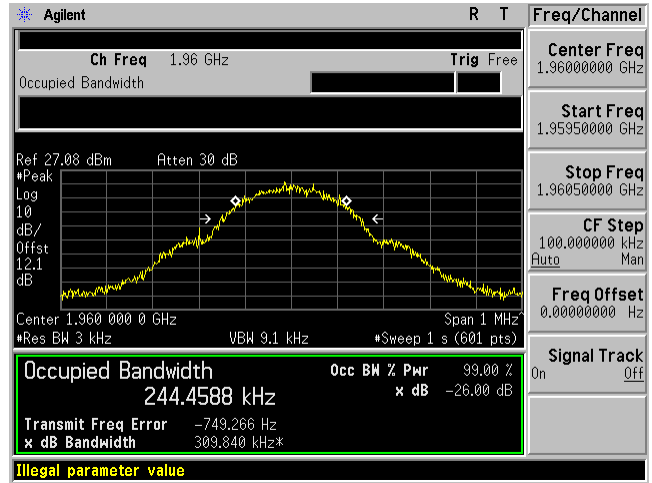 Agilent R T Freq/Channel
Ch Freq 1.96 GHz Trig Free
Occupied Bandwidth
Center Freq
1.96000000 GHz
Start Freq
1.95950000 GHz
Stop Freq
1.96050000 GHz
CF Step
100.000000 kHz
Auto Man
Freq Offset
0.00000000 Hz
Signal Track
On Off
Ref 27.08 dBm Atten 30 dB
#Peak
Log
10
dB/
Offst
12.1
dB
Center 1.960 000 0 GHz Span 1 MHz^
#Res BW 3 kHz VBW 9.1 kHz #Sweep 1 s (601 pts)
Occupied Bandwidth Occ BW % Pwr 99.00 %
244.4588 kHz x dB -26.00 dB
Transmit Freq Error -749.266 Hz
x dB Bandwidth 309.840 kHz*
Illegal parameter value